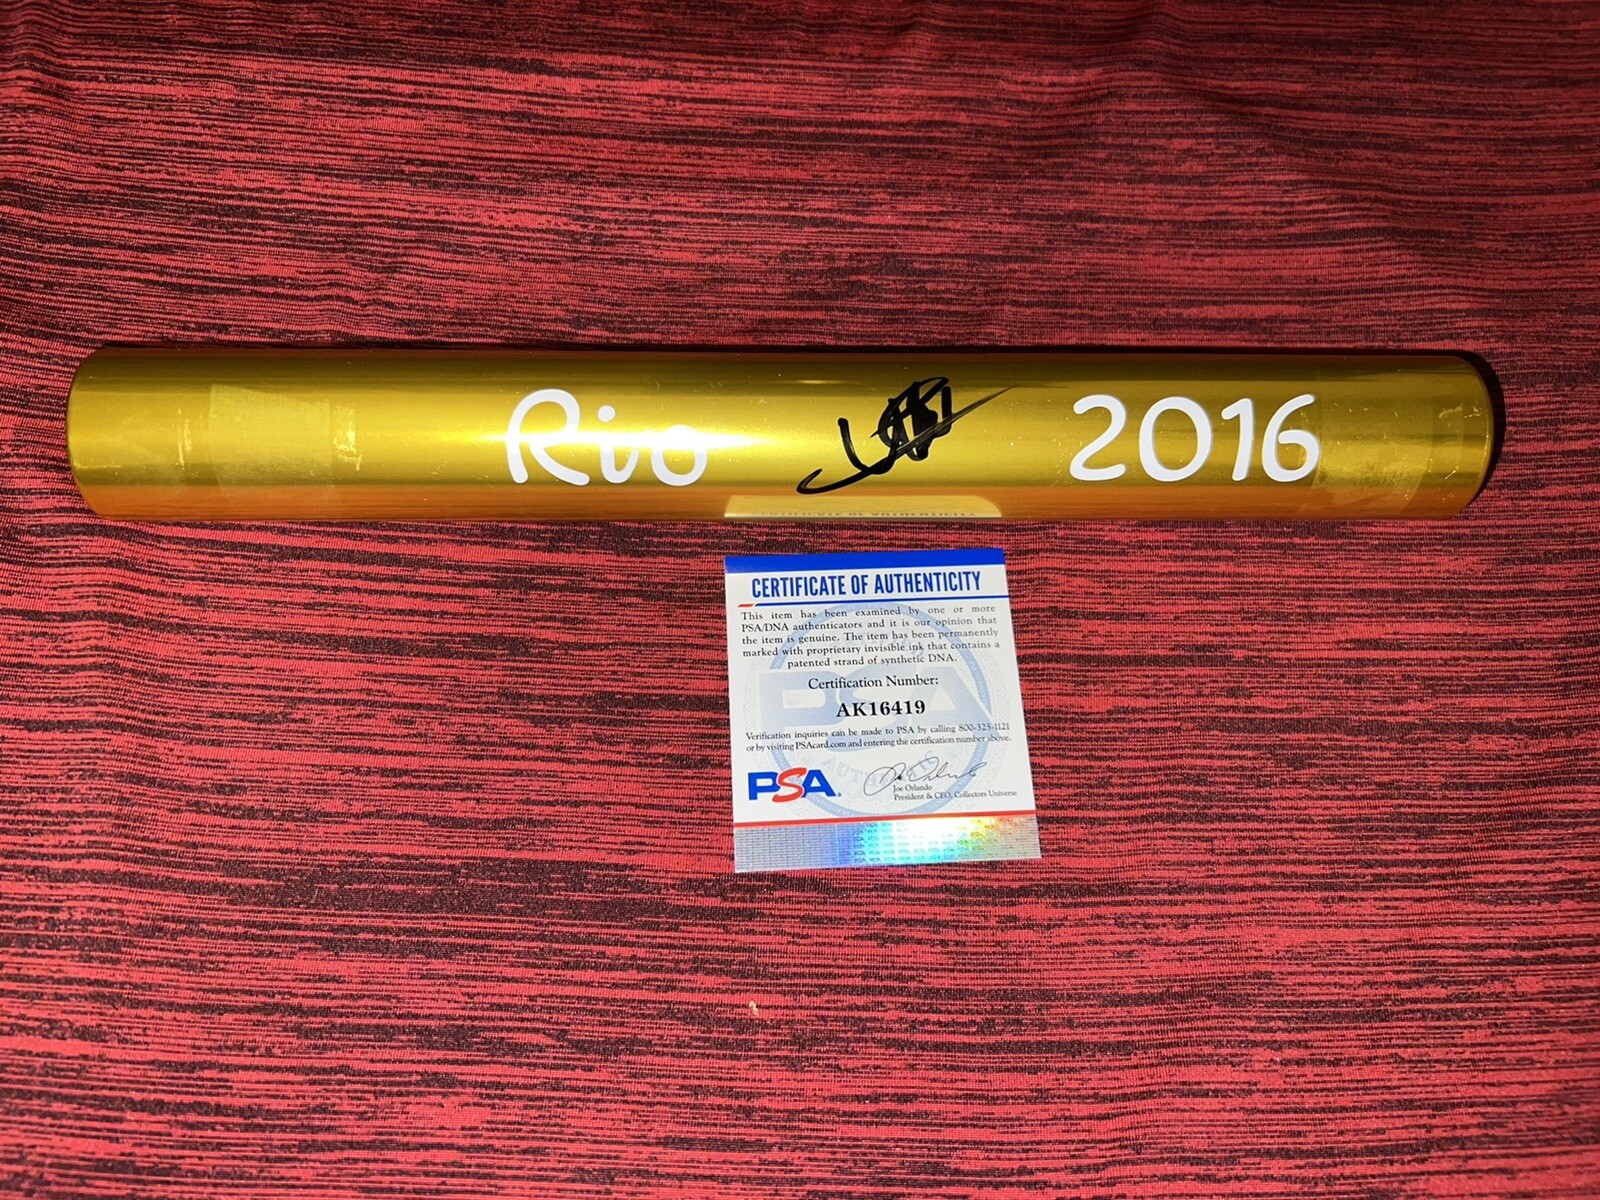 Rio 2016
CERTIFICATE OF AUTHENTICITY
This item has been examined by one or more
PSA/DNA authenticators and it is our opinion that
the item is genuine. The item has been permanently
marked with proprietary invisible ink that contains a
patented strand of synthetic DNA.
Certification Number:
AK16419
Verification inquiries can be made to PSA by calling 800-325-1121
or by visiting PSAcard.com and entering the certification number above.
PSA
Joe Orlando
President & CEO, Collectors Universe